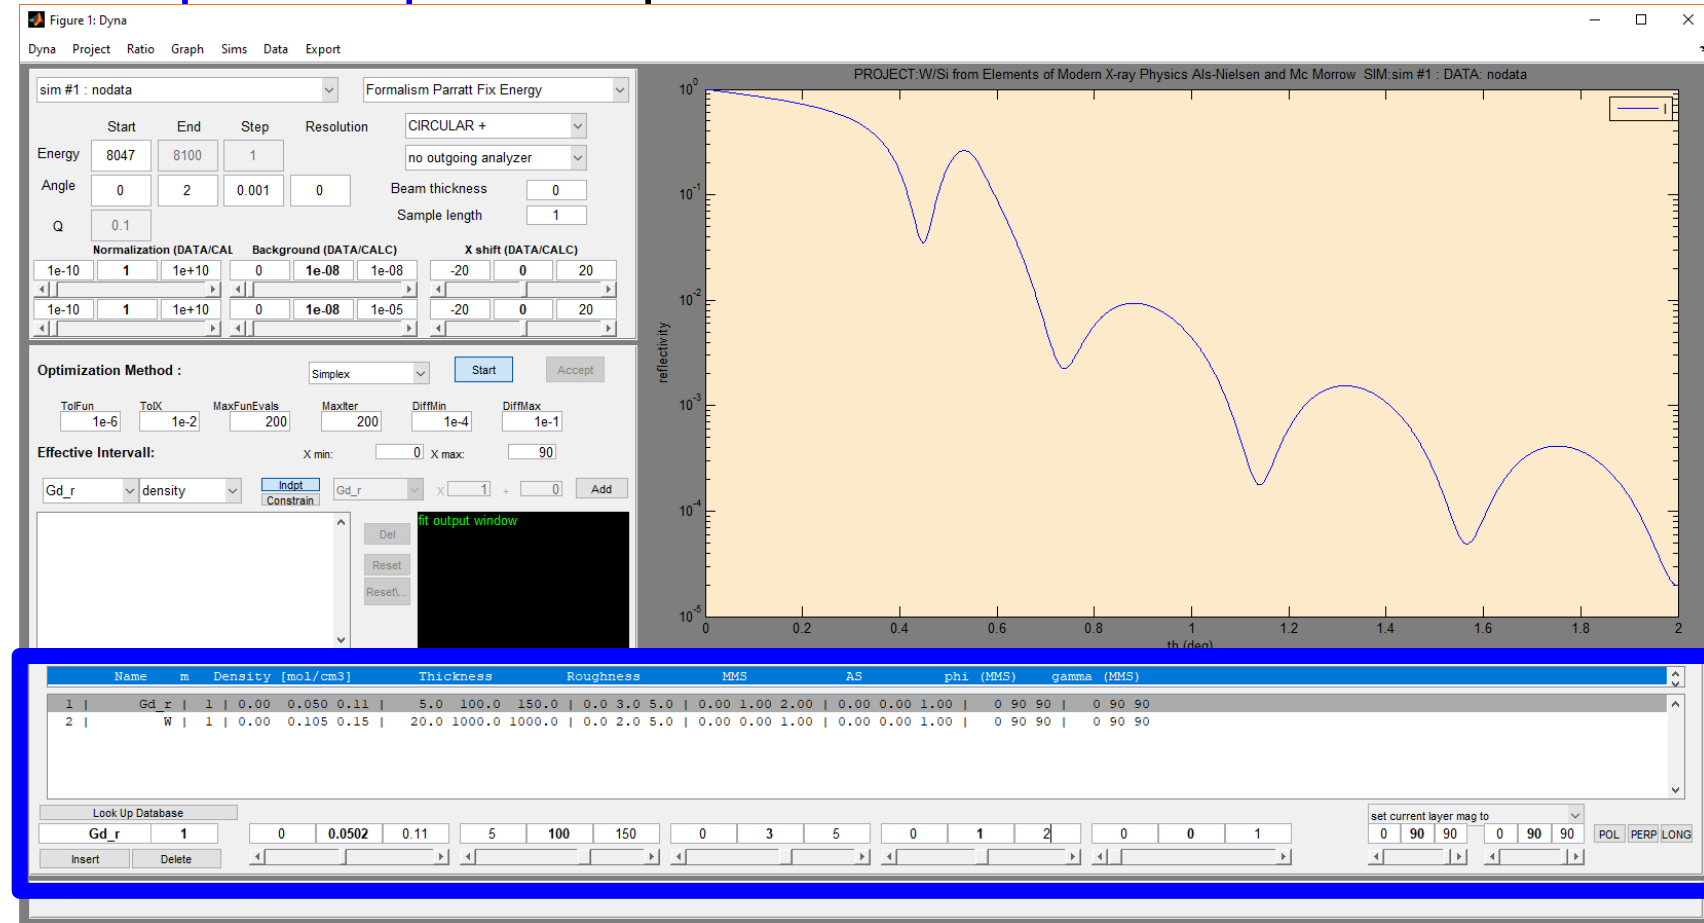 Figure 1: Dyna
Dyna Project Ratio Graph Sims Data Export
sim #1 : nodata
Formalism Parratt Fix Energy
Start End Step Resolution
CIRCULAR +
Energy 8047 8100 1
no outgoing analyzer
Angle 0 2 0.001 0
Beam thickness 0
Sample length 1
Q 0.1
Normalization (DATA/CAL Background (DATA/CALC) X shift (DATA/CALC)
1e-10 1 1e+10 0 1e-08 1e-08 -20 0 20
1e-10 1 1e+10 0 1e-08 1e-05 -20 0 20
Optimization Method :
Simplex
Start
Accept
TolFun TolX MaxFunEvals MaxIter DiffMin DiffMax
1e-6 1e-2 200 200 1e-4 1e-1
Effective Intervall:
X min: 0 X max: 90
Gd_r density
Indpt
Constrain
Gd_r X 1 + 0 Add
Del
Reset
Reset\...
fit output window
PROJECT:W/Si from Elements of Modern X-ray Physics Als-Nielsen and Mc Morrow SIM:sim #1 : DATA: nodata
I
reflectivity
10^0
10^-1
10^-2
10^-3
10^-4
10^-5
0 0.2 0.4 0.6 0.8 1 1.2 1.4 1.6 1.8 2
th (deg)
Name m Density [mol/cm3] Thickness Roughness MMS AS phi (MMS) gamma (MMS)
1 | Gd_r | 1 | 0.00 0.050 0.11 | 5.0 100.0 150.0 | 0.0 3.0 5.0 | 0.00 1.00 2.00 | 0.00 0.00 1.00 | 0 90 90 | 0 90 90
2 | W | 1 | 0.00 0.105 0.15 | 20.0 1000.0 1000.0 | 0.0 2.0 5.0 | 0.00 0.00 1.00 | 0.00 0.00 1.00 | 0 90 90 | 0 90 90
Look Up Database
set current layer mag to
Gd_r 1 0 0.0502 0.11 5 100 150 0 3 5 0 1 2 0 0 1 0 90 90 0 90 90 POL PERP LONG
Insert Delete